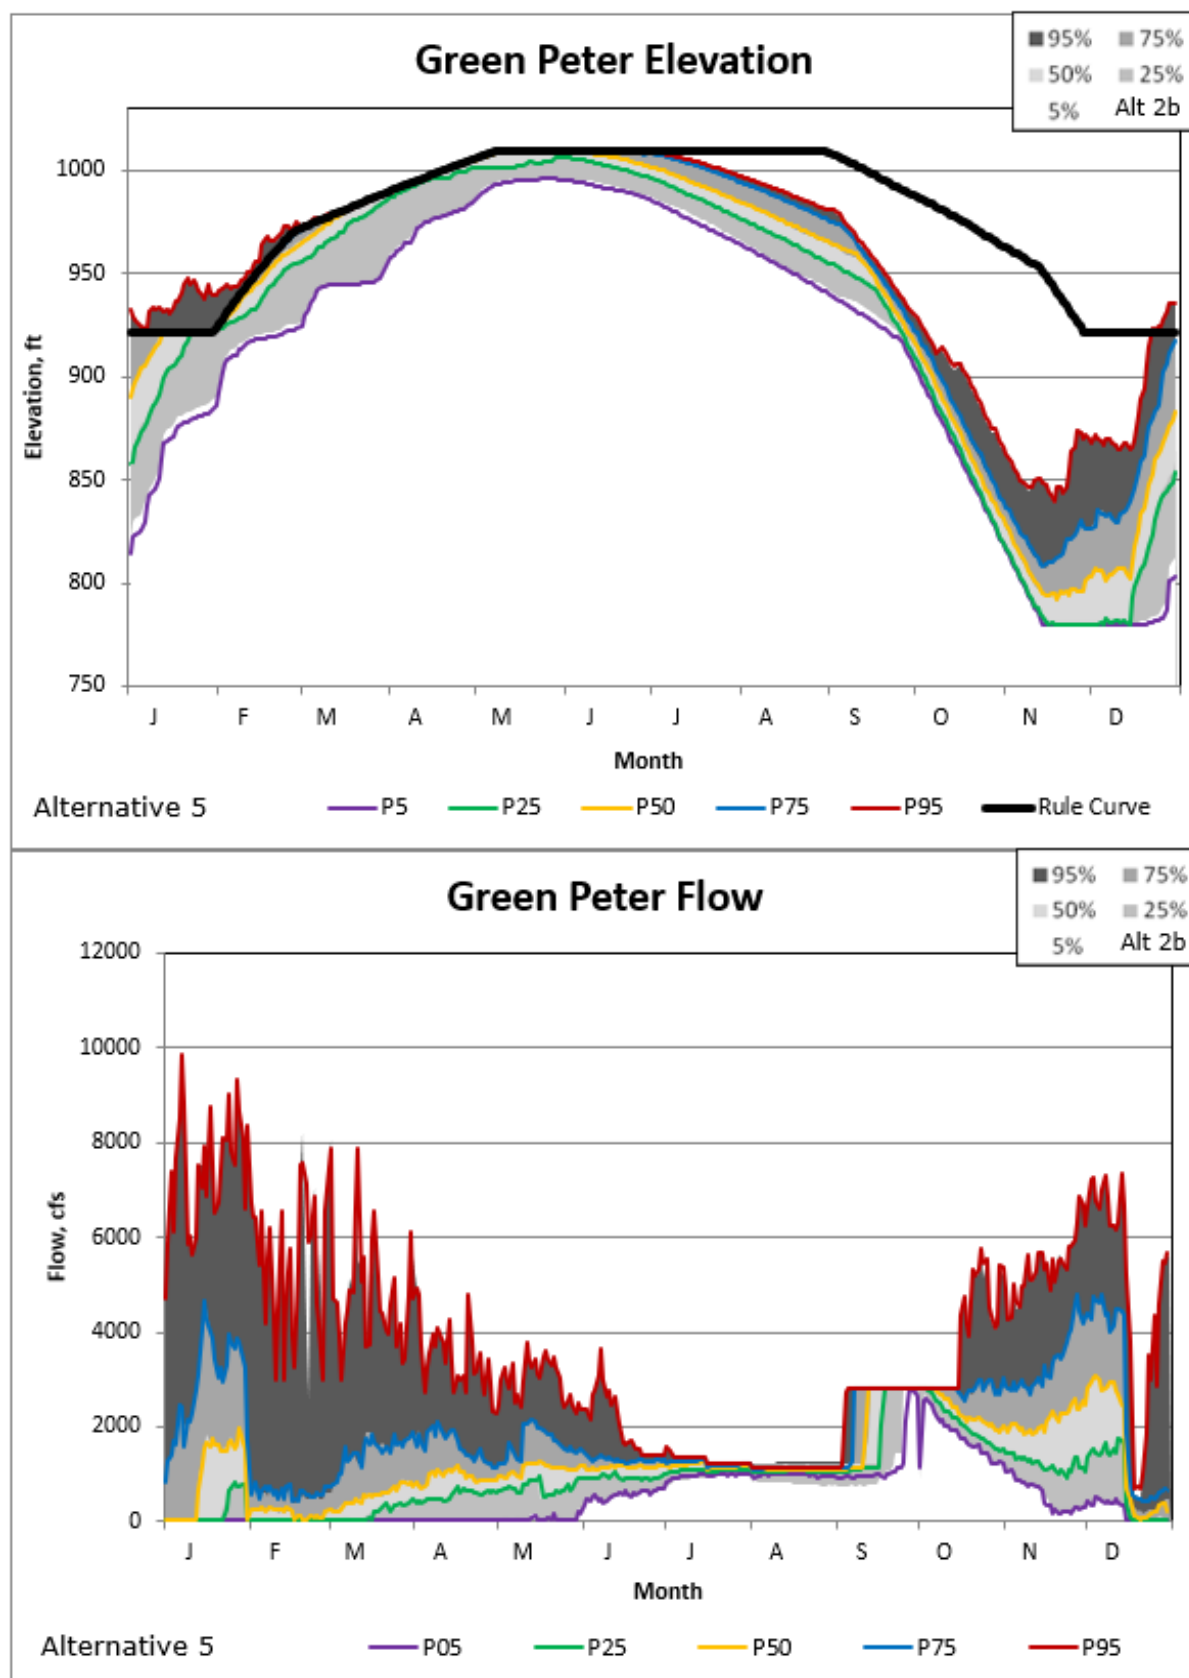 Green Peter Elevation
95% 75%
50% 25%
5% Alt 2b
1000
950
900
850
800
750
Elevation, ft
J F M A M J J A S O N D
Month
Alternative 5 P5 P25 P50 P75 P95 Rule Curve
Green Peter Flow
95% 75%
50% 25%
5% Alt 2b
12000
10000
8000
6000
4000
2000
0
Flow, cfs
J F M A M J J A S O N D
Month
Alternative 5 P05 P25 P50 P75 P95